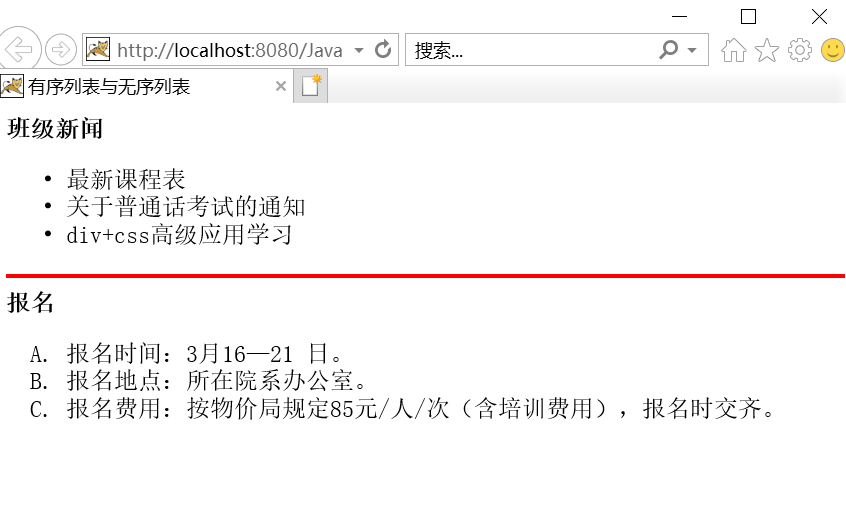 http://localhost:8080/Java
搜索...
有序列表与无序列表
班级新闻
• 最新课程表
• 关于普通话考试的通知
• div+css高级应用学习
报名
A. 报名时间：3月16—21 日。
B. 报名地点：所在院系办公室。
C. 报名费用：按物价局规定85元/人/次（含培训费用），报名时交齐。